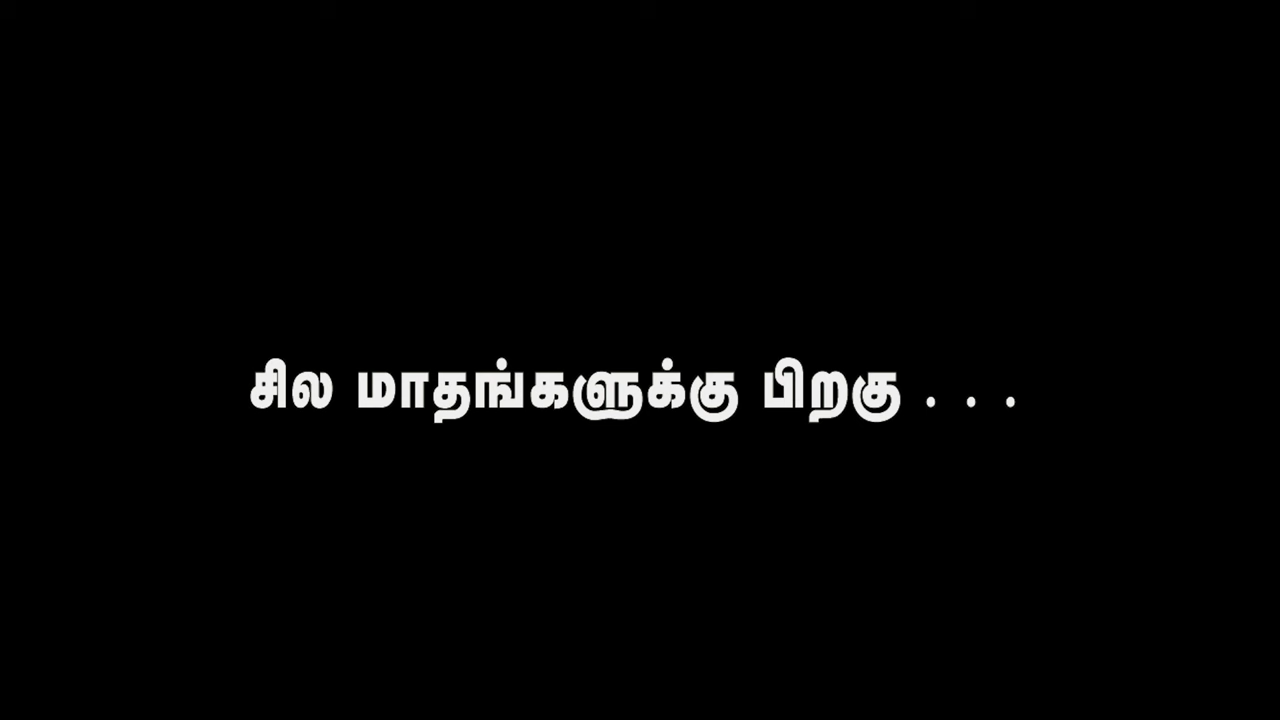 சில மாதங்களுக்கு பிறகு . . .